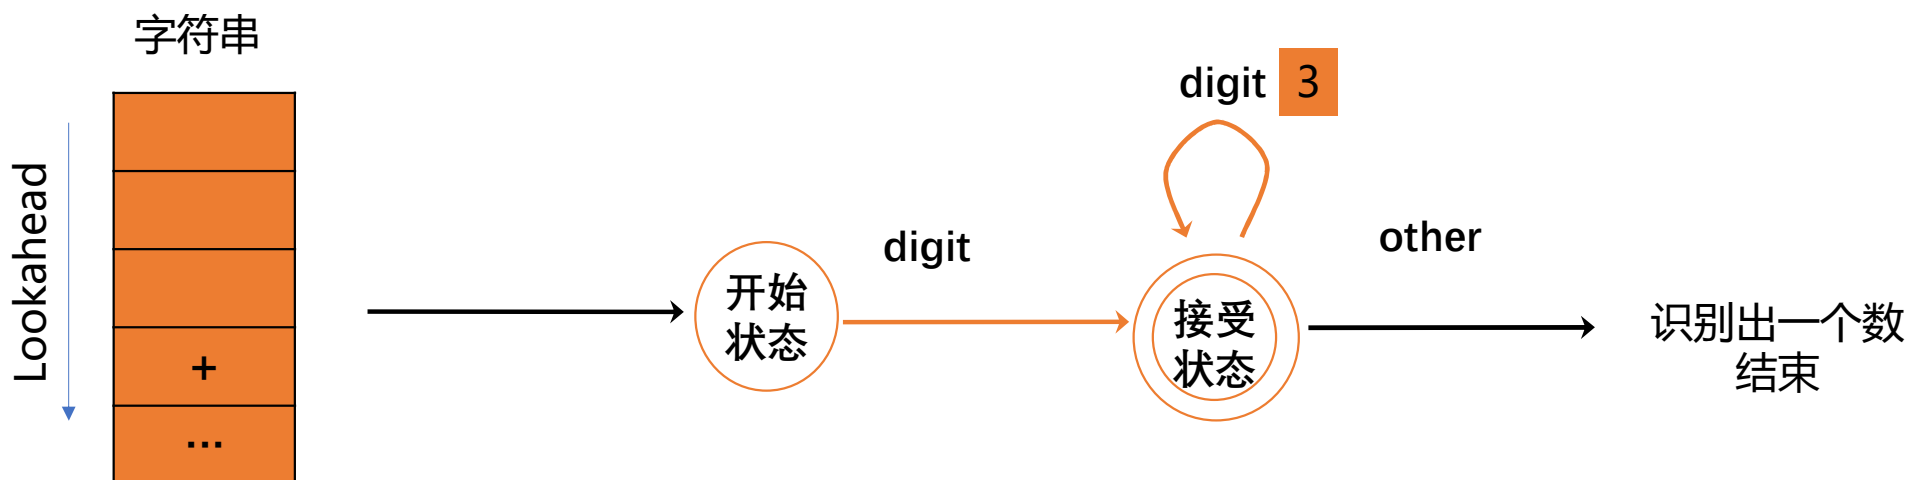 字符串
Lookahead
+
...
开始
状态
digit
digit 3
接受
状态
other
识别出一个数
结束